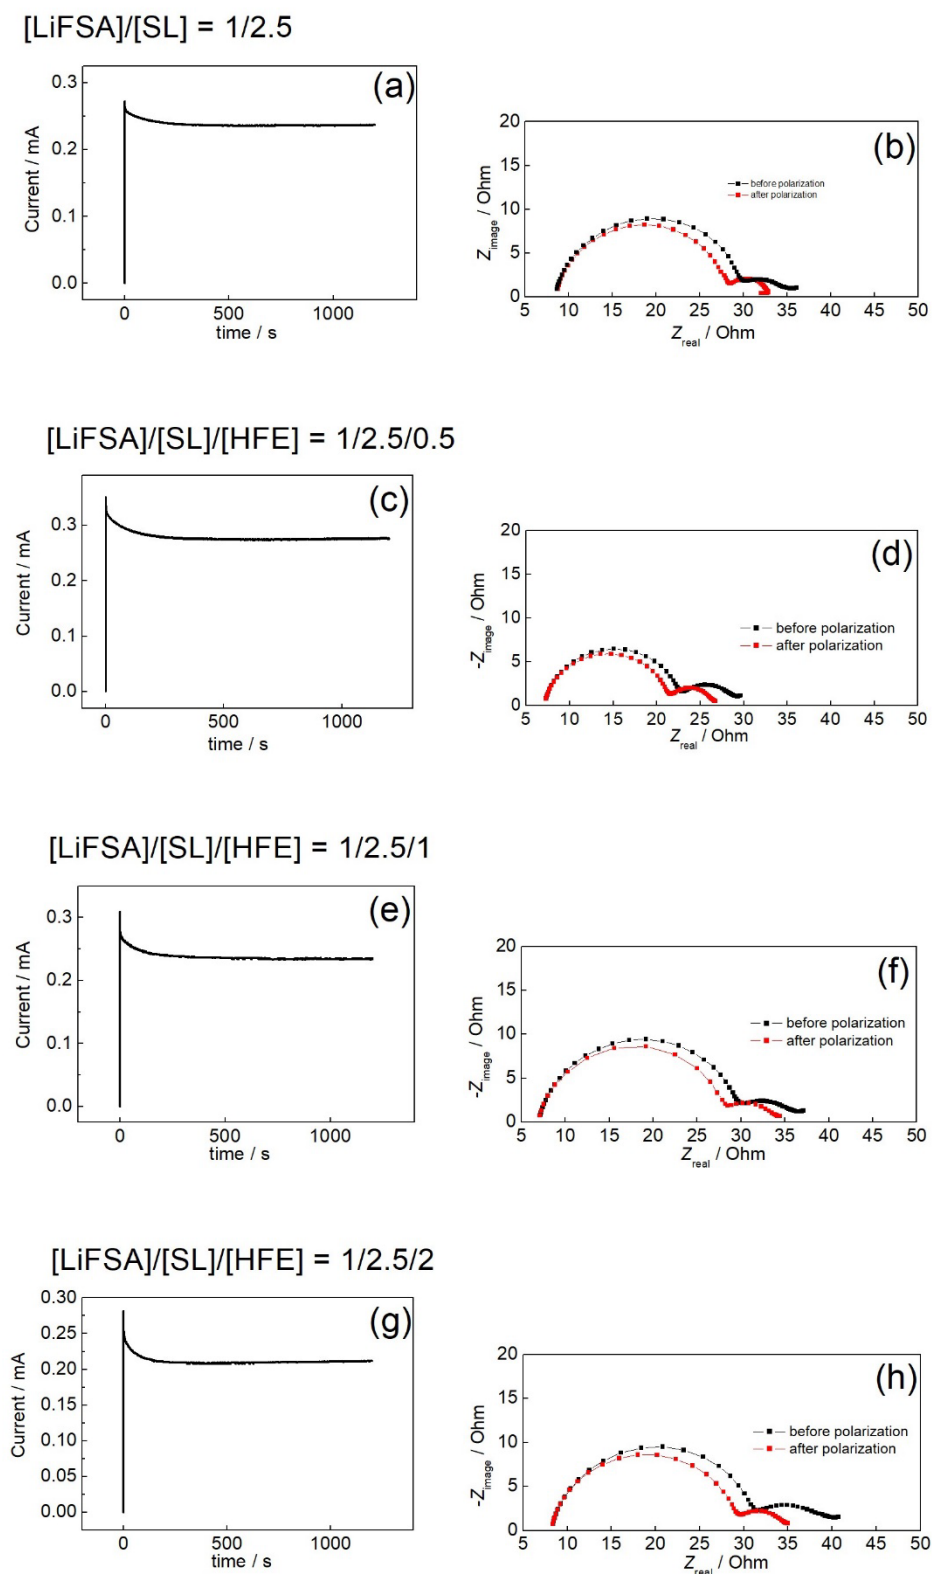 [LiFSA]/[SL] = 1/2.5
(a)
0.3
0.2
0.1
0.0
Current / mA
0 500 1000
time / s
(b)
20
15
10
5
0
Z_image / Ohm
before polarization
after polarization
5 10 15 20 25 30 35 40 45 50
Z_real / Ohm
[LiFSA]/[SL]/[HFE] = 1/2.5/0.5
(c)
0.3
0.2
0.1
0.0
Current / mA
0 500 1000
time / s
(d)
20
15
10
5
0
-Z_image / Ohm
before polarization
after polarization
5 10 15 20 25 30 35 40 45 50
Z_real / Ohm
[LiFSA]/[SL]/[HFE] = 1/2.5/1
(e)
0.3
0.2
0.1
0.0
Current / mA
0 500 1000
time / s
(f)
20
15
10
5
0
-Z_image / Ohm
before polarization
after polarization
5 10 15 20 25 30 35 40 45 50
Z_real / Ohm
[LiFSA]/[SL]/[HFE] = 1/2.5/2
(g)
0.30
0.25
0.20
0.15
0.10
0.05
0.00
Current / mA
0 500 1000
time / s
(h)
20
15
10
5
0
-Z_image / Ohm
before polarization
after polarization
5 10 15 20 25 30 35 40 45 50
Z_real / Ohm